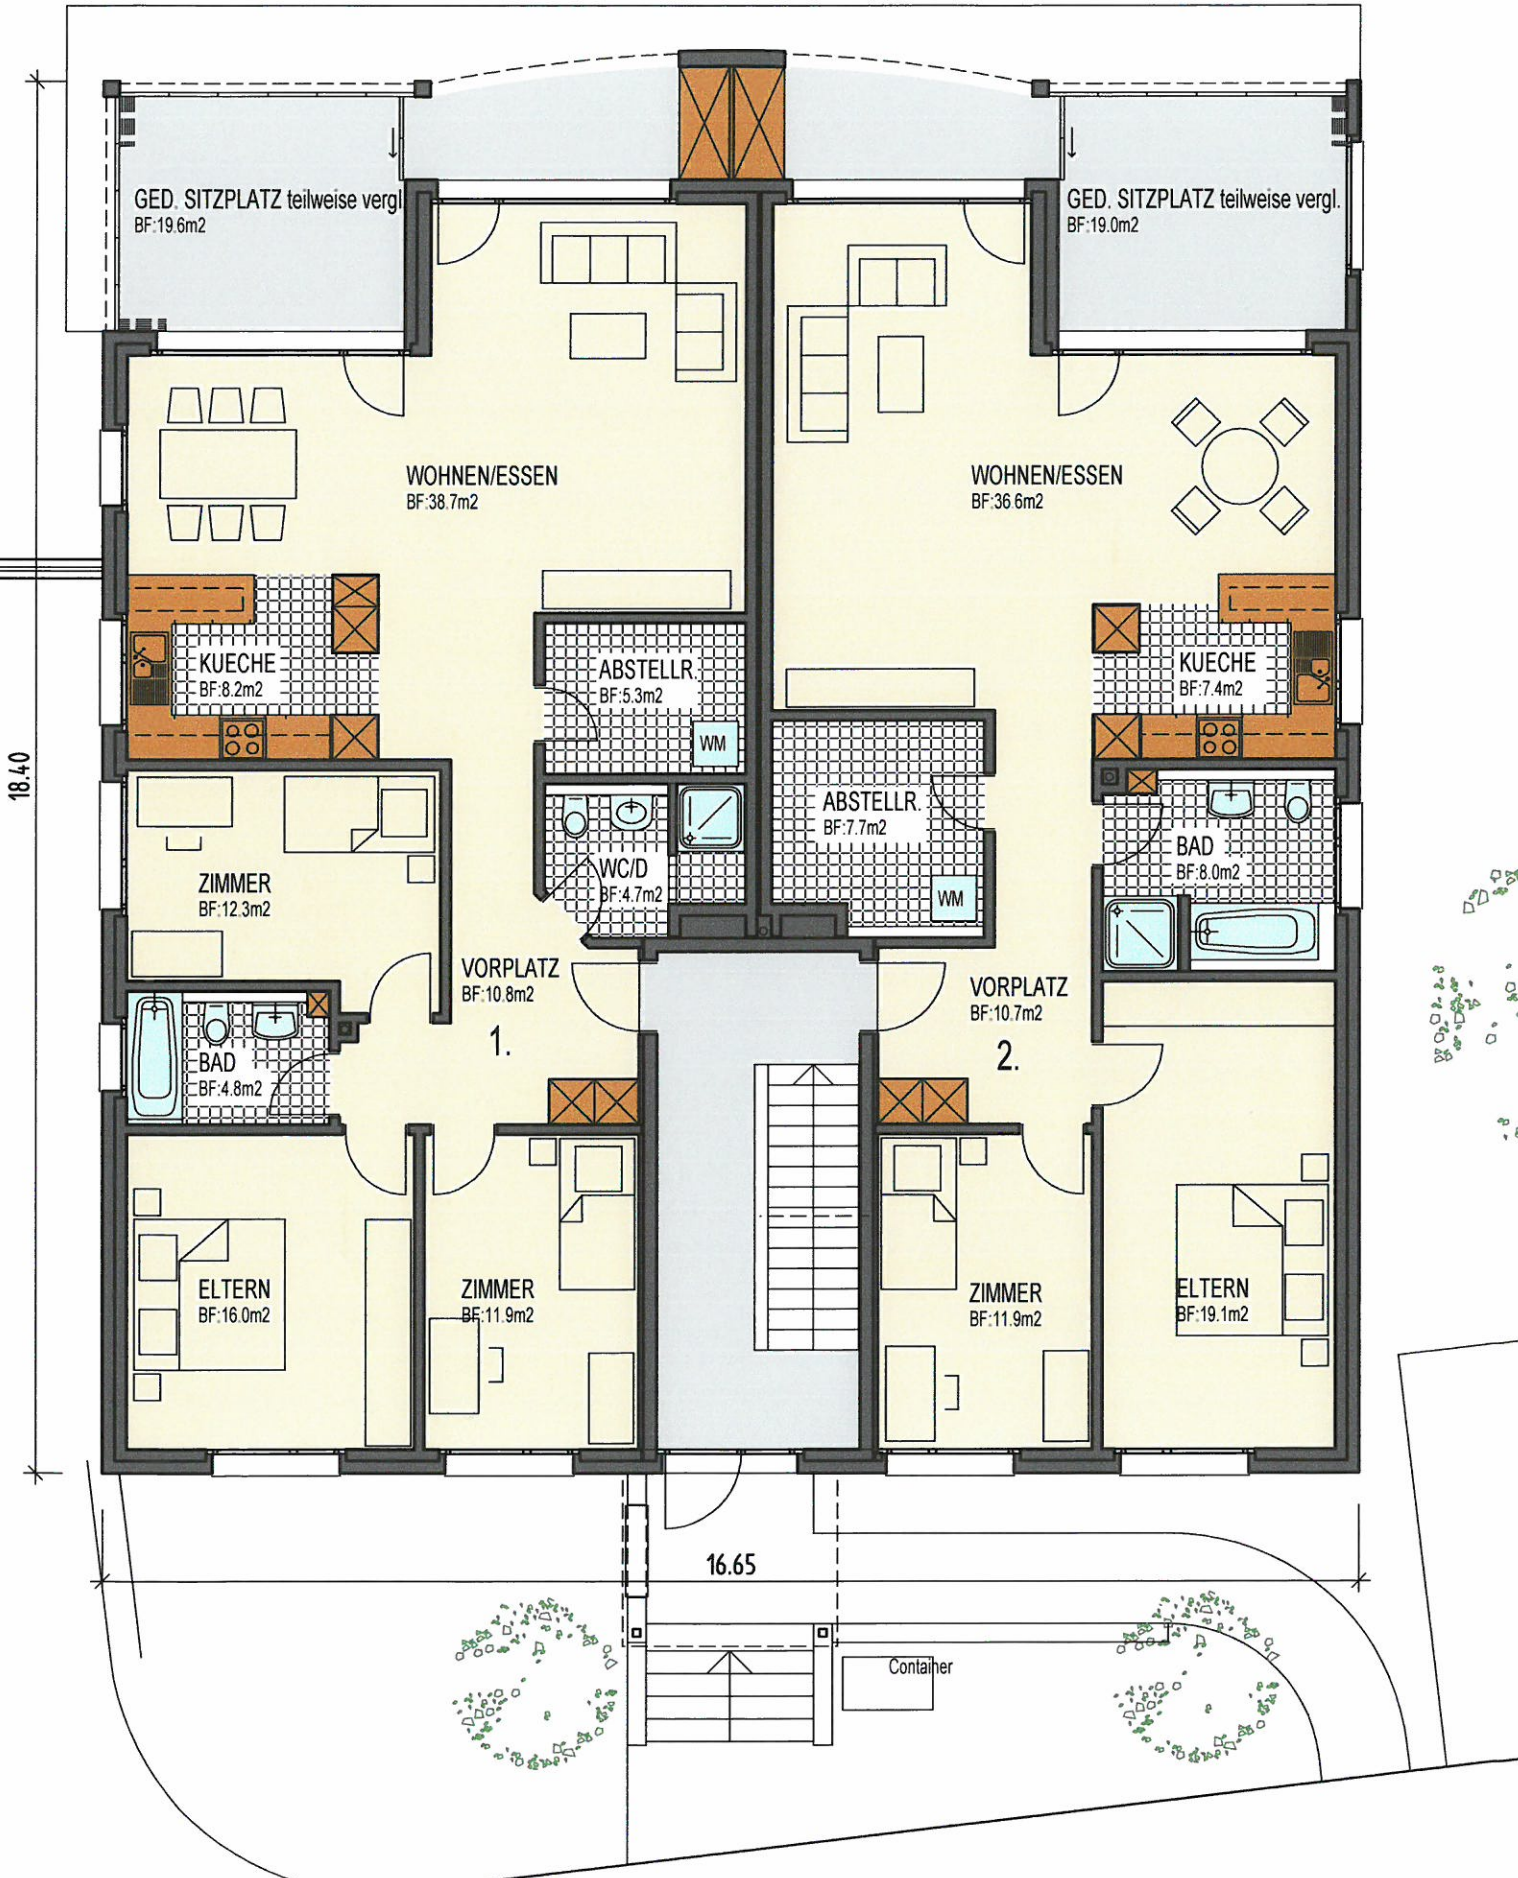 GED. SITZPLATZ teilweise vergl
BF:19.6m2
GED. SITZPLATZ teilweise vergl.
BF:19.0m2
WOHNEN/ESSEN
BF:38.7m2
WOHNEN/ESSEN
BF:36.6m2
KUECHE
BF:8.2m2
ABSTELLR.
BF:5.3m2
WM
KUECHE
BF:7.4m2
18.40
ABSTELLR.
BF:7.7m2
WM
BAD
BF:8.0m2
ZIMMER
BF:12.3m2
WC/D
BF:4.7m2
VORPLATZ
BF:10.8m2
1.
VORPLATZ
BF:10.7m2
2.
BAD
BF:4.8m2
ELTERN
BF:16.0m2
ZIMMER
BF:11.9m2
ZIMMER
BF:11.9m2
ELTERN
BF:19.1m2
16.65
Container